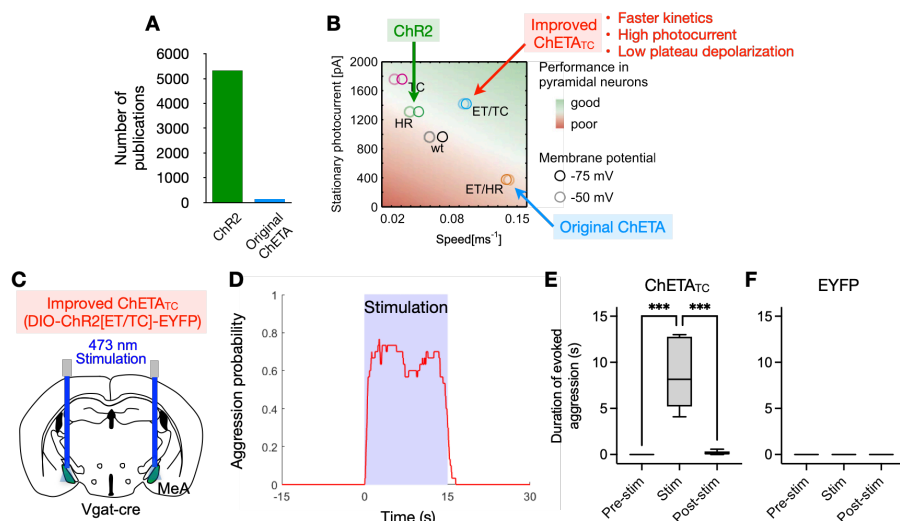 A
6000
5000
4000
3000
2000
1000
0
Number of
publications
ChR2
Original
ChETA
B
ChR2
Improved
ChETATC
• Faster kinetics
• High photocurrent
• Low plateau depolarization
2000
1600
1200
800
400
0
Stationary photocurrent [pA]
TC
HR
wt
ET/TC
ET/HR
0.02
0.08
0.15
Speed[ms-1]
Performance in
pyramidal neurons
good
poor
Membrane potential
-75 mV
-50 mV
Original ChETA
C
Improved ChETATC
(DIO-ChR2[ET/TC]-EYFP)
473 nm
Stimulation
MeA
Vgat-cre
D
Stimulation
1
0.8
0.6
0.4
0.2
0
Aggression probability
-15
0
15
30
Time (s)
E
ChETATC
***
***
15
10
5
0
Duration of evoked
aggression (s)
Pre-stim
Stim
Post-stim
F
EYFP
15
10
5
0
Pre-stim
Stim
Post-stim